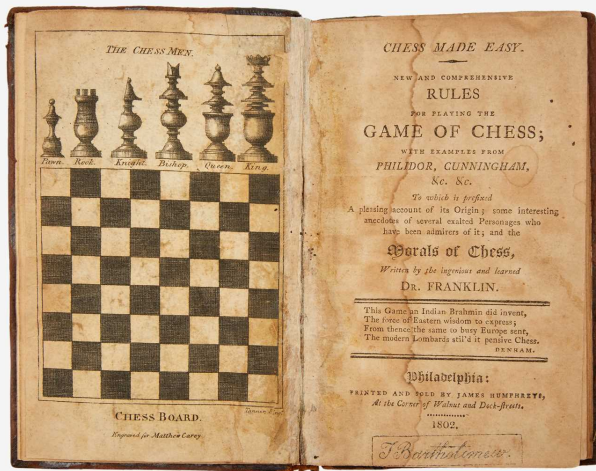 THE CHESS MEN.
Pawn. Rook. Knight. Bishop. Queen. King.
CHESS BOARD.
Engraved for Matthew Carey
CHESS MADE EASY.
NEW AND COMPREHENSIVE
RULES
FOR PLAYING THE
GAME OF CHESS;
WITH EXAMPLES FROM
PHILIDOR, CUNNINGHAM,
&c. &c.
To which is prefixed
A pleasing account of its Origin; some interesting
anecdotes of several exalted Personages who
have been admirers of it; and the
Morals of Chess,
Written by the ingenious and learned
DR. FRANKLIN.
This Game an Indian Brahmin did invent,
The force of Eastern wisdom to express;
From thence the same to busy Europe sent,
The modern Lombards stil'd it pensive Chess.
DENHAM.
Philadelphia:
PRINTED AND SOLD BY JAMES HUMPHREYS,
At the Corner of Walnut and Dock-streets.
1802.
J Bartholomew.